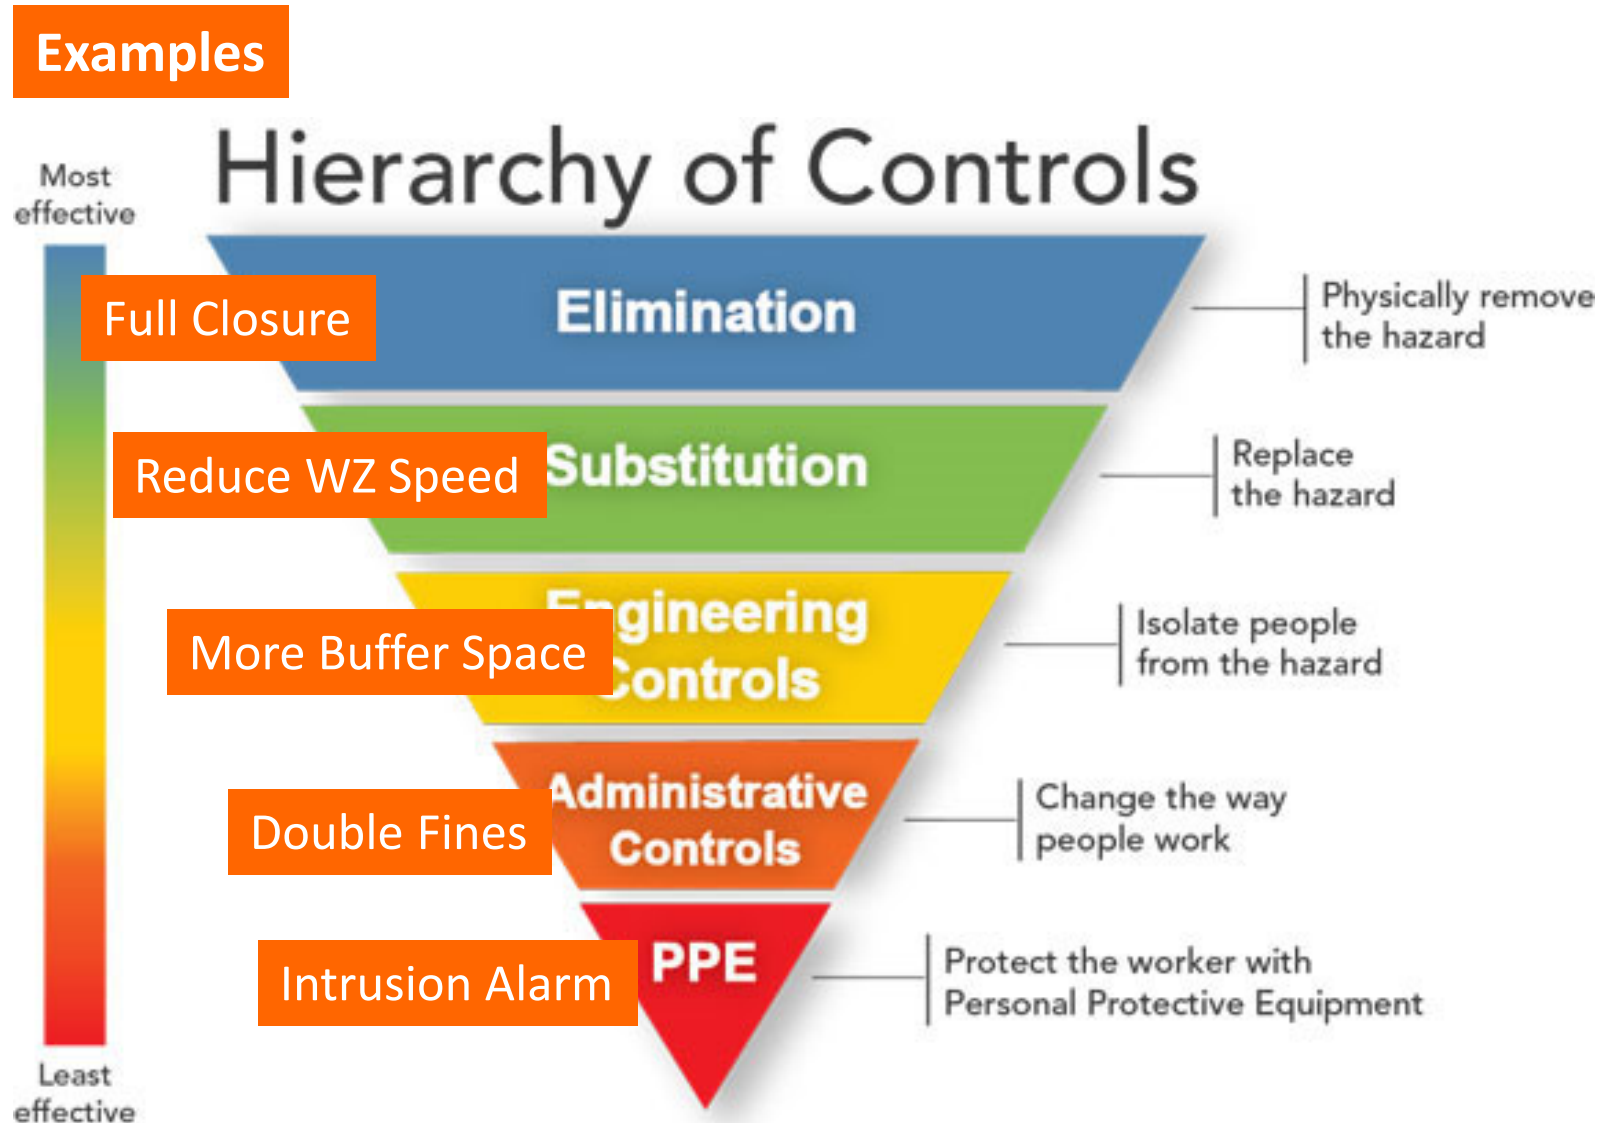 Examples
Hierarchy of Controls
Most
effective
Full Closure
Elimination
Physically remove
the hazard
Reduce WZ Speed
Substitution
Replace
the hazard
More Buffer Space
Engineering
Controls
Isolate people
from the hazard
Double Fines
Administrative
Controls
Change the way
people work
Intrusion Alarm
PPE
Protect the worker with
Personal Protective Equipment
Least
effective